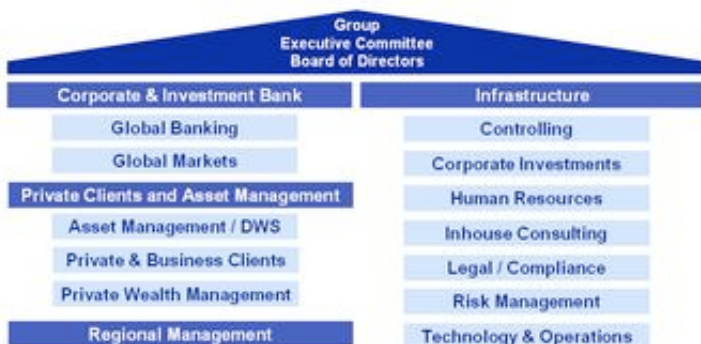 Group
Executive Committee
Board of Directors
Corporate & Investment Bank
Global Banking
Global Markets
Private Clients and Asset Management
Asset Management / DWS
Private & Business Clients
Private Wealth Management
Regional Management
Infrastructure
Controlling
Corporate Investments
Human Resources
Inhouse Consulting
Legal / Compliance
Risk Management
Technology & Operations